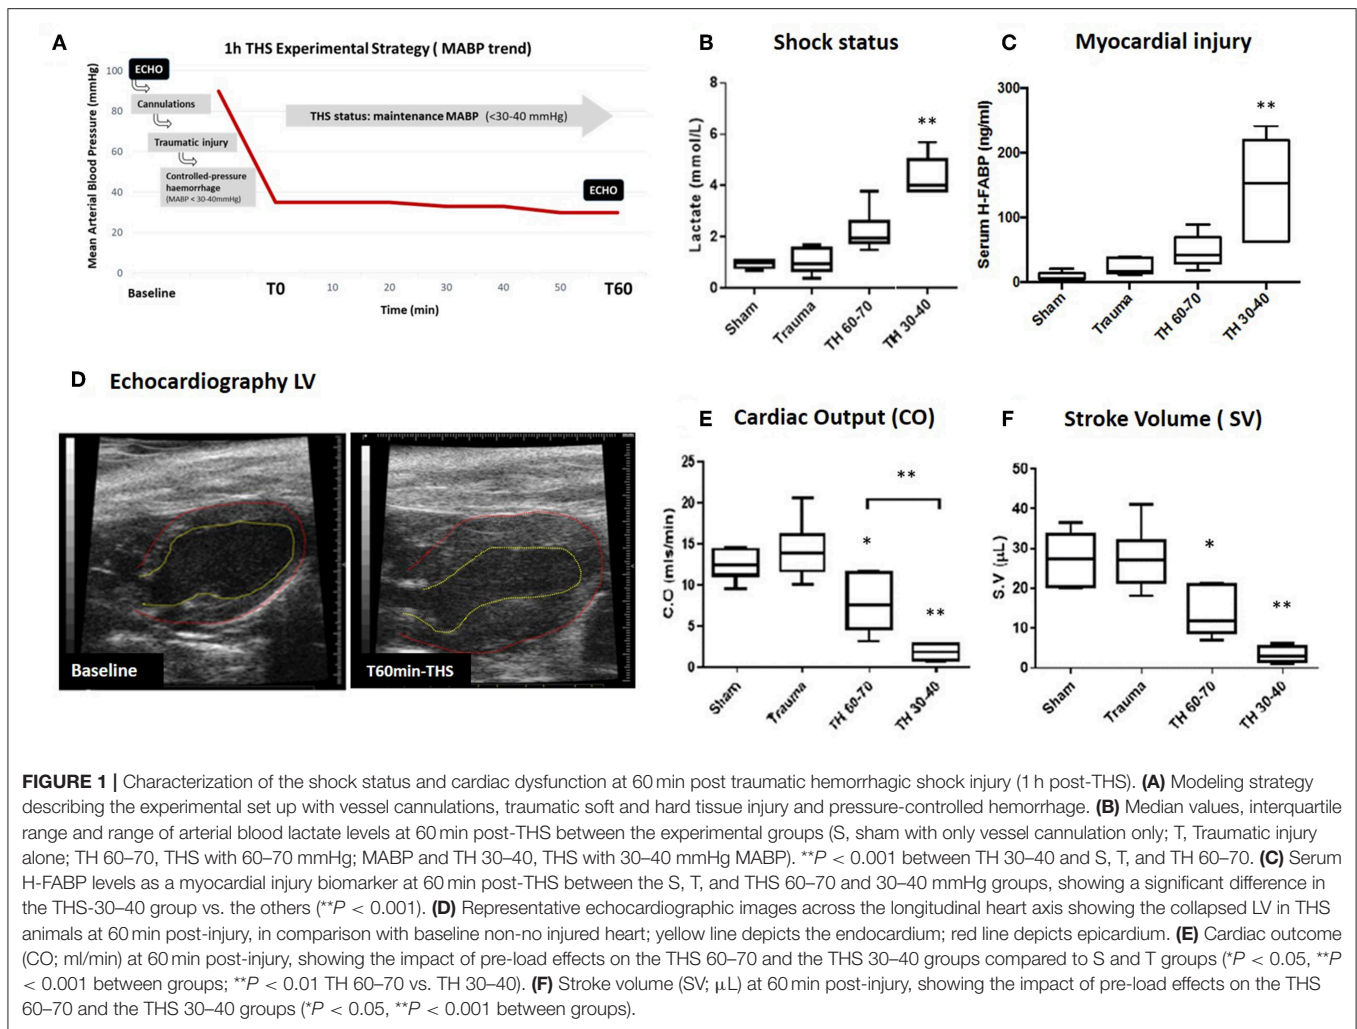 A
1h THS Experimental Strategy ( MABP trend)
Mean Arterial Blood Pressure (mmHg)
100
80
60
40
20
0
ECHO
Cannulations
Traumatic injury
Controlled-pressure
haemorrhage
(MABP < 30-40mmHg)
THS status: maintenance MABP (<30-40 mmHg)
ECHO
Baseline
T0
10
20
30
40
50
T60
Time (min)
B
Shock status
Lactate (mmol/L)
8
6
4
2
0
**
Sham
Trauma
TH 60-70
TH 30-40
C
Myocardial injury
Serum H-FABP (ng/ml)
300
200
100
0
**
Sham
Trauma
TH 60-70
TH 30-40
D
Echocardiography LV
Baseline
T60min-THS
E
Cardiac Output (CO)
C.O (mls/min)
25
20
15
10
5
0
**
*
**
Sham
Trauma
TH 60-70
TH 30-40
F
Stroke Volume ( SV)
S.V (μL)
50
40
30
20
10
0
*
**
Sham
Trauma
TH 60-70
TH 30-40
FIGURE 1 | Characterization of the shock status and cardiac dysfunction at 60 min post traumatic hemorrhagic shock injury (1 h post-THS). (A) Modeling strategy
describing the experimental set up with vessel cannulations, traumatic soft and hard tissue injury and pressure-controlled hemorrhage. (B) Median values, interquartile
range and range of arterial blood lactate levels at 60 min post-THS between the experimental groups (S, sham with only vessel cannulation only; T, Traumatic injury
alone; TH 60–70, THS with 60–70 mmHg; MABP and TH 30–40, THS with 30–40 mmHg MABP). **P < 0.001 between TH 30–40 and S, T, and TH 60–70. (C) Serum
H-FABP levels as a myocardial injury biomarker at 60 min post-THS between the S, T, and THS 60–70 and 30–40 mmHg groups, showing a significant difference in
the THS-30–40 group vs. the others (**P < 0.001). (D) Representative echocardiographic images across the longitudinal heart axis showing the collapsed LV in THS
animals at 60 min post-injury, in comparison with baseline non-no injured heart; yellow line depicts the endocardium; red line depicts epicardium. (E) Cardiac outcome
(CO; ml/min) at 60 min post-injury, showing the impact of pre-load effects on the THS 60–70 and the THS 30–40 groups compared to S and T groups (*P < 0.05, **P
< 0.001 between groups; **P < 0.01 TH 60–70 vs. TH 30–40). (F) Stroke volume (SV; μL) at 60 min post-injury, showing the impact of pre-load effects on the THS
60–70 and the THS 30–40 groups (*P < 0.05, **P < 0.001 between groups).